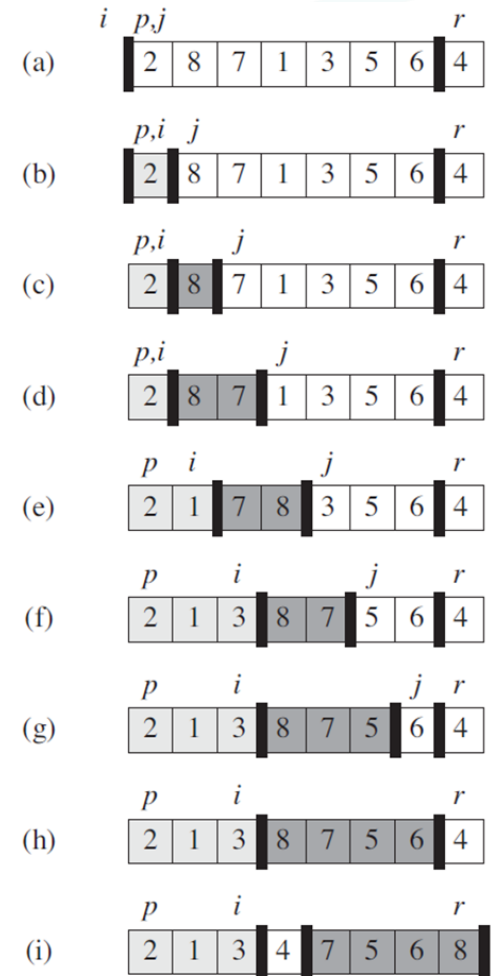 i p,j r
(a) 2 8 7 1 3 5 6 4
p,i j r
(b) 2 8 7 1 3 5 6 4
p,i j r
(c) 2 8 7 1 3 5 6 4
p,i j r
(d) 2 8 7 1 3 5 6 4
p i j r
(e) 2 1 7 8 3 5 6 4
p i j r
(f) 2 1 3 8 7 5 6 4
p i j r
(g) 2 1 3 8 7 5 6 4
p i r
(h) 2 1 3 8 7 5 6 4
p i r
(i) 2 1 3 4 7 5 6 8